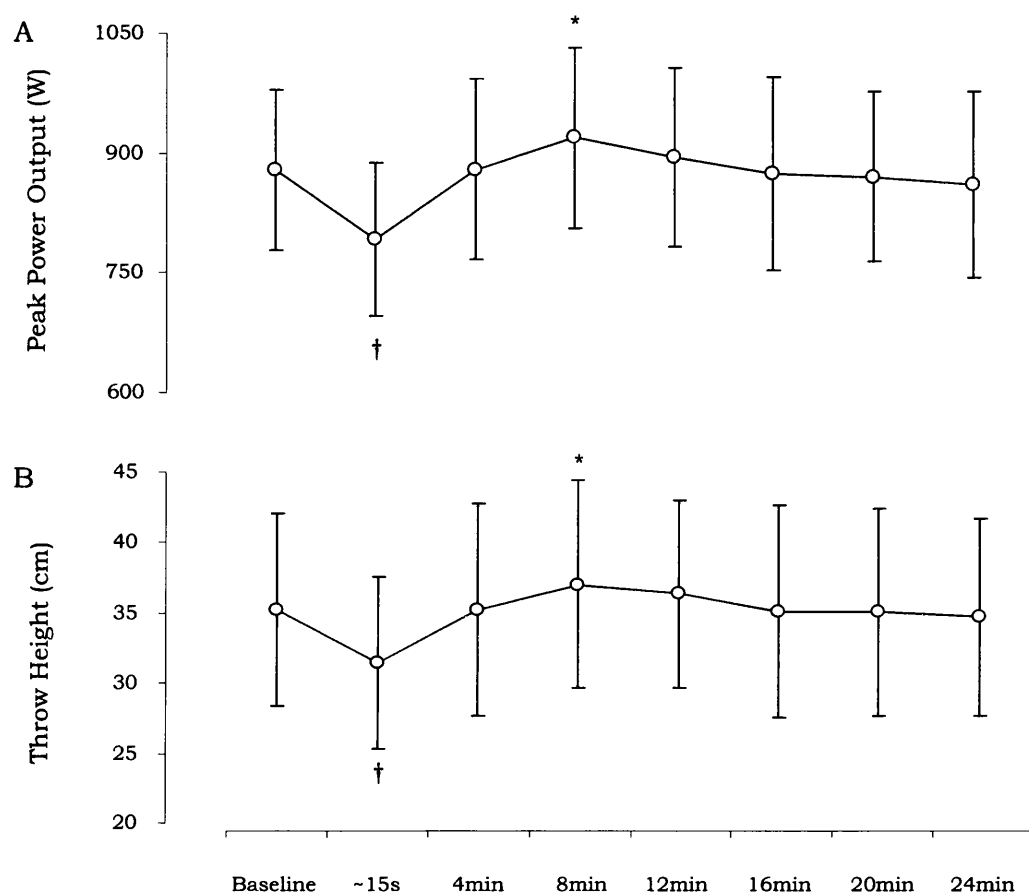 A
Peak Power Output (W)
1050
900
750
600
*
†
B
Throw Height (cm)
45
40
35
30
25
20
*
†
Baseline ~15s 4min 8min 12min 16min 20min 24min